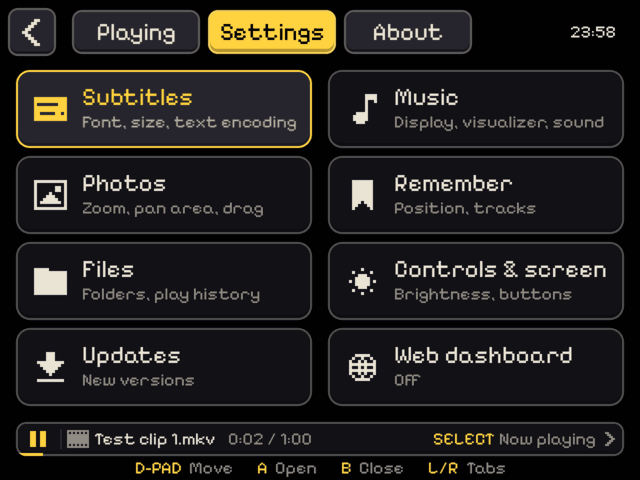 Playing Settings About 23:58
Subtitles
Font, size, text encoding
Music
Display, visualizer, sound
Photos
Zoom, pan area, drag
Remember
Position, tracks
Files
Folders, play history
Controls & screen
Brightness, buttons
Updates
New versions
Web dashboard
Off
Test clip 1.mkv 0:02 / 1:00 SELECT Now playing
D-PAD Move A Open B Close L/R Tabs